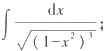 ∫ dx / √( (1-x²)³ ) ;